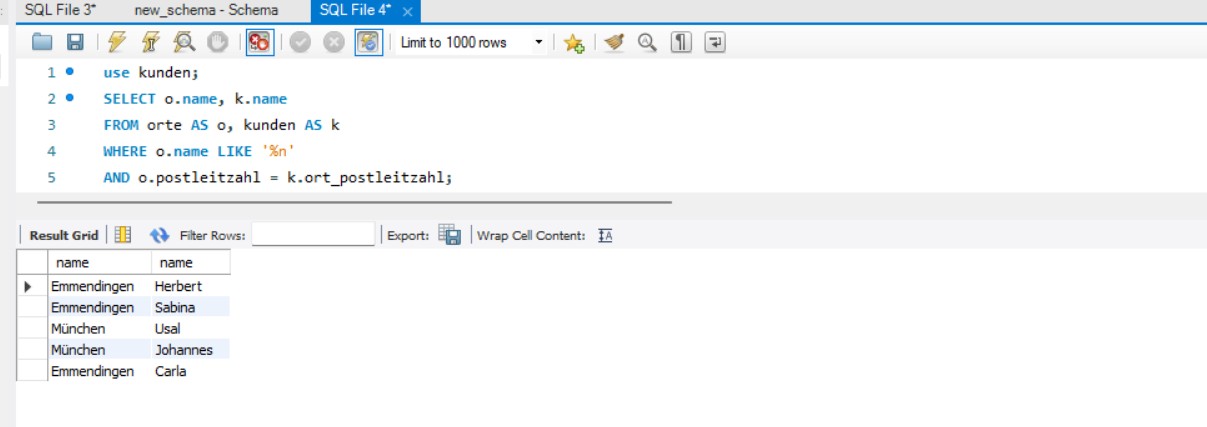 SQL File 3* new_schema - Schema SQL File 4* ×
Limit to 1000 rows
1 use kunden;
2 SELECT o.name, k.name
3 FROM orte AS o, kunden AS k
4 WHERE o.name LIKE '%n'
5 AND o.postleitzahl = k.ort_postleitzahl;
Result Grid Filter Rows: Export: Wrap Cell Content: IA
name name
Emmendingen Herbert
Emmendingen Sabina
München Usal
München Johannes
Emmendingen Carla